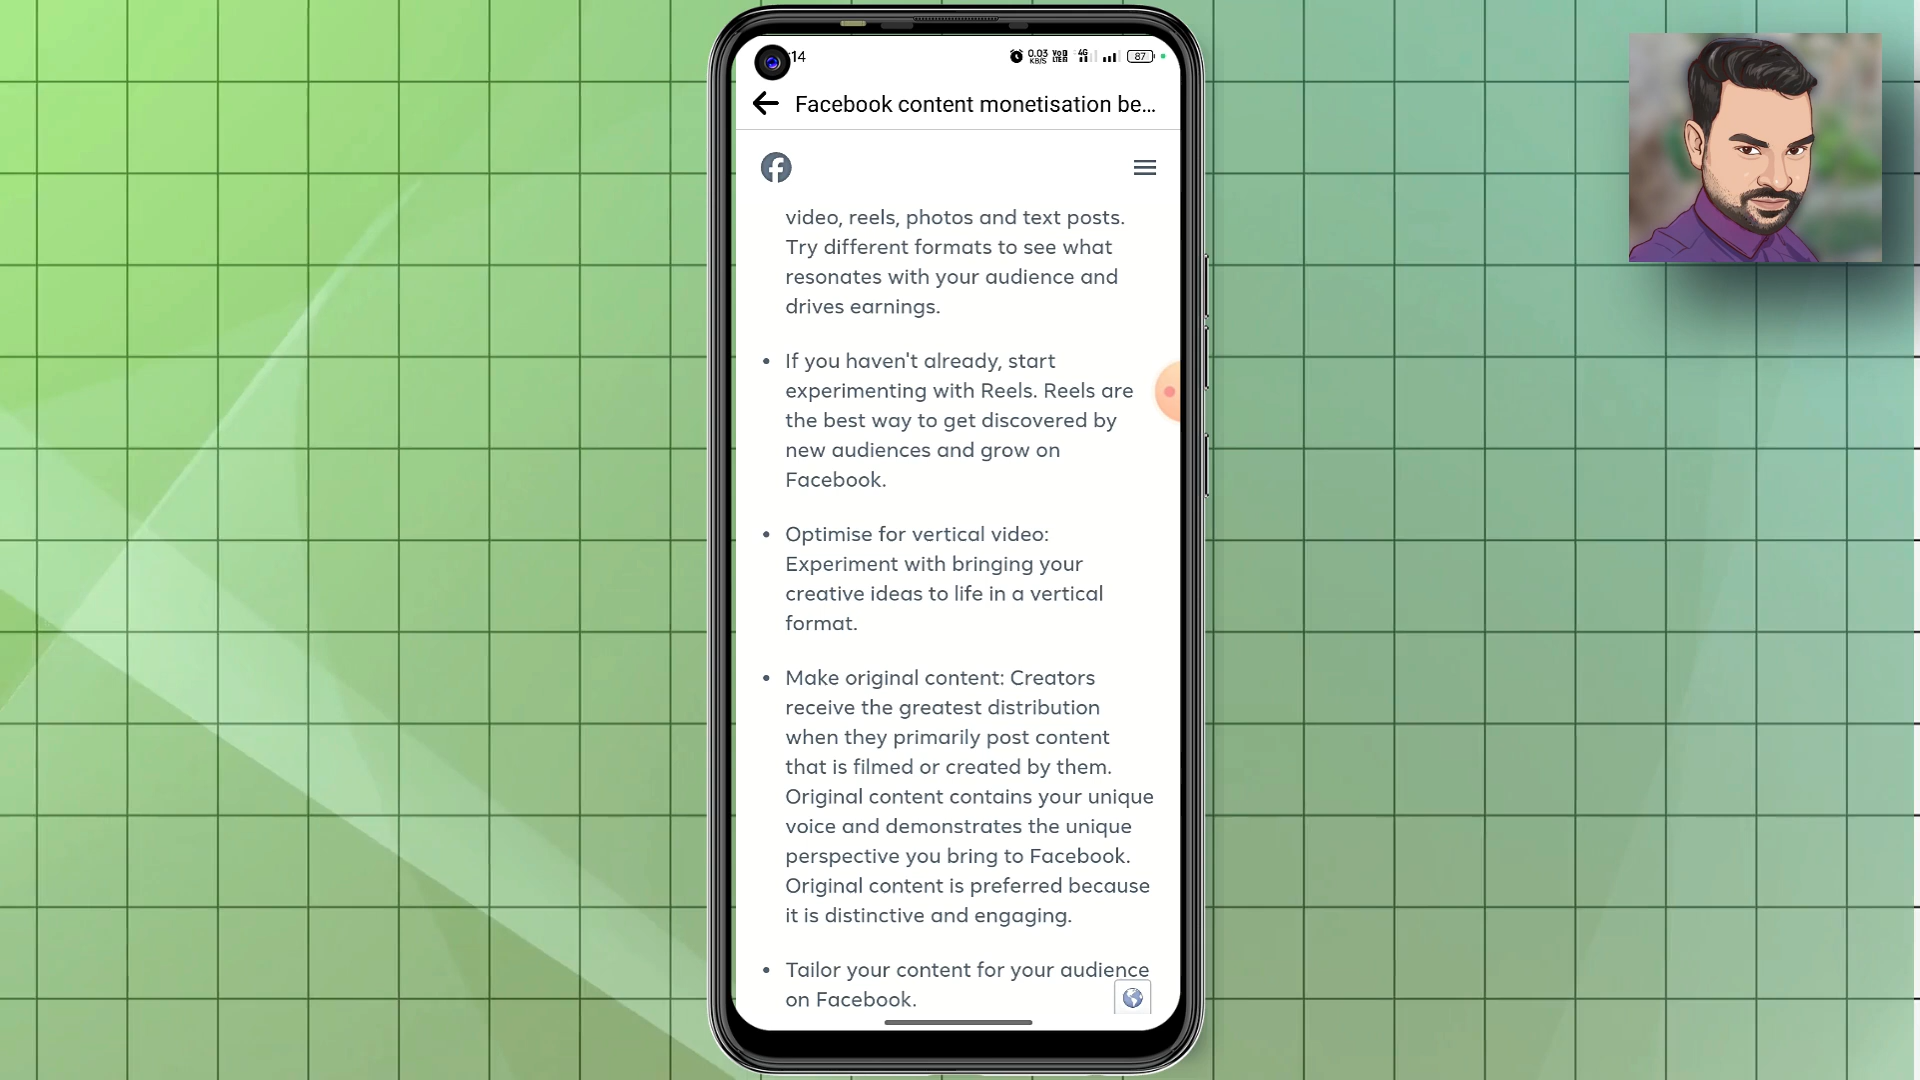 14
0.03
KB/S
4G
87
Facebook content monetisation be...
video, reels, photos and text posts.
Try different formats to see what
resonates with your audience and
drives earnings.
• If you haven't already, start
experimenting with Reels. Reels are
the best way to get discovered by
new audiences and grow on
Facebook.
• Optimise for vertical video:
Experiment with bringing your
creative ideas to life in a vertical
format.
• Make original content: Creators
receive the greatest distribution
when they primarily post content
that is filmed or created by them.
Original content contains your unique
voice and demonstrates the unique
perspective you bring to Facebook.
Original content is preferred because
it is distinctive and engaging.
• Tailor your content for your audience
on Facebook.